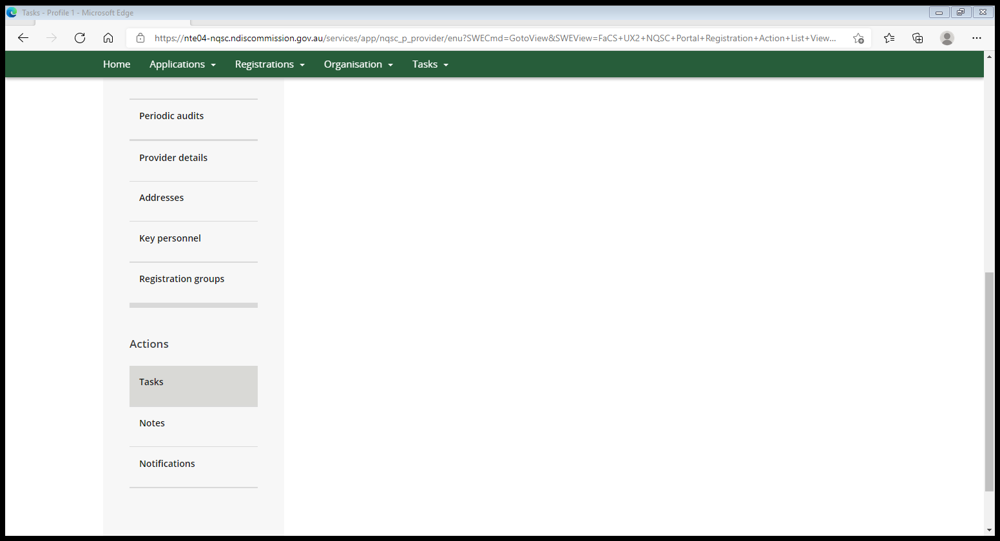 Tasks - Profile 1 - Microsoft Edge
https://nte04-nqsc.ndiscommission.gov.au/services/app/nqsc_p_provider/enu?SWECmd=GotoView&SWEView=FaCS+UX2+NQSC+Portal+Registration+Action+List+View...
Home Applications Registrations Organisation Tasks
Periodic audits
Provider details
Addresses
Key personnel
Registration groups
Actions
Tasks
Notes
Notifications